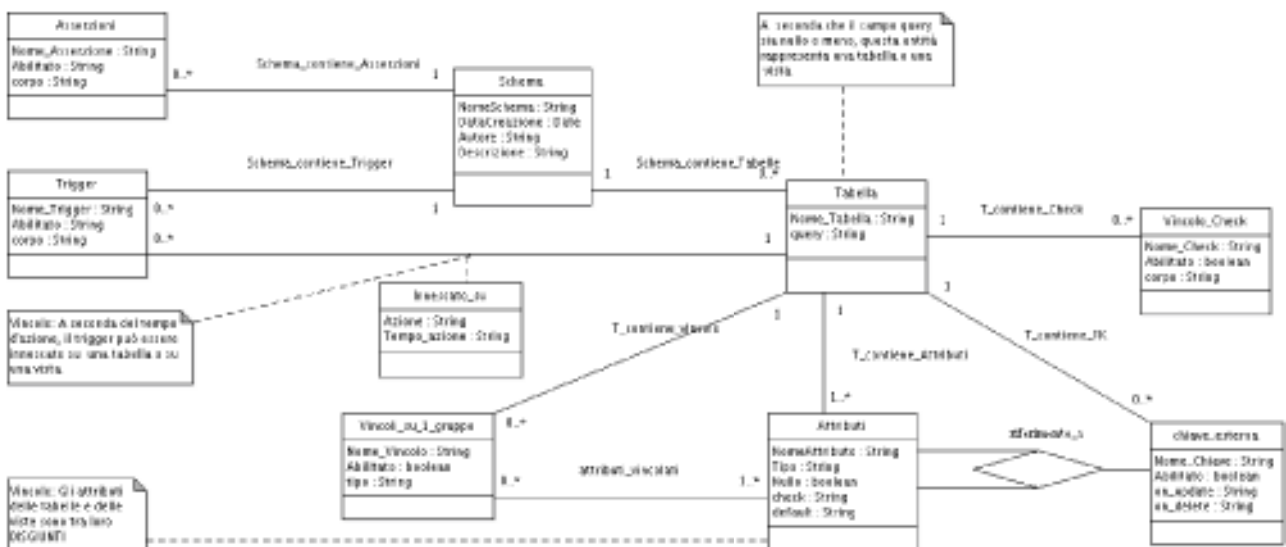 Asserzioni
Nome_Asserzione : String
Abilitato : String
corpo : String
0..*
Schema_contiene_Asserzioni
1
Schema
NomeSchema : String
DataCreazione : Date
Autore : String
Descrizione : String
A seconda che il campo query
sia nullo o meno, questa entità
rappresenta una tabella o una
vista.
Trigger
Nome_Trigger : String
Abilitato : String
corpo : String
Schema_contiene_Trigger
0..*
1
0..*
1
1
Schema_contiene_Tabelle
0..*
Tabella
Nome_Tabella : String
query : String
1
T_contiene_Check
0..*
Vincolo_Check
Nome_Check : String
Abilitato : boolean
corpo : String
Innescato_su
Azione : String
Tempo_azione : String
Vincolo: A seconda del tempo
d'azione, il trigger può essere
innescato su una tabella o su
una vista.
1
T_contiene_vincoli
0..*
1
T_contiene_Attributi
1..*
1
T_contiene_FK
0..*
Vincoli_su_1_gruppo
Nome_Vincolo : String
Abilitato : boolean
tipo : String
0..*
attributi_vincolati
1..*
Attributi
NomeAttributo : String
Tipo : String
Nullo : boolean
check : String
default : String
chiave_esterna
Nome_Chiave : String
Abilitato : boolean
on_update : String
on_delete : String
Vincolo: Gli attributi
delle tabelle e delle
viste sono tra loro
DISGIUNTI